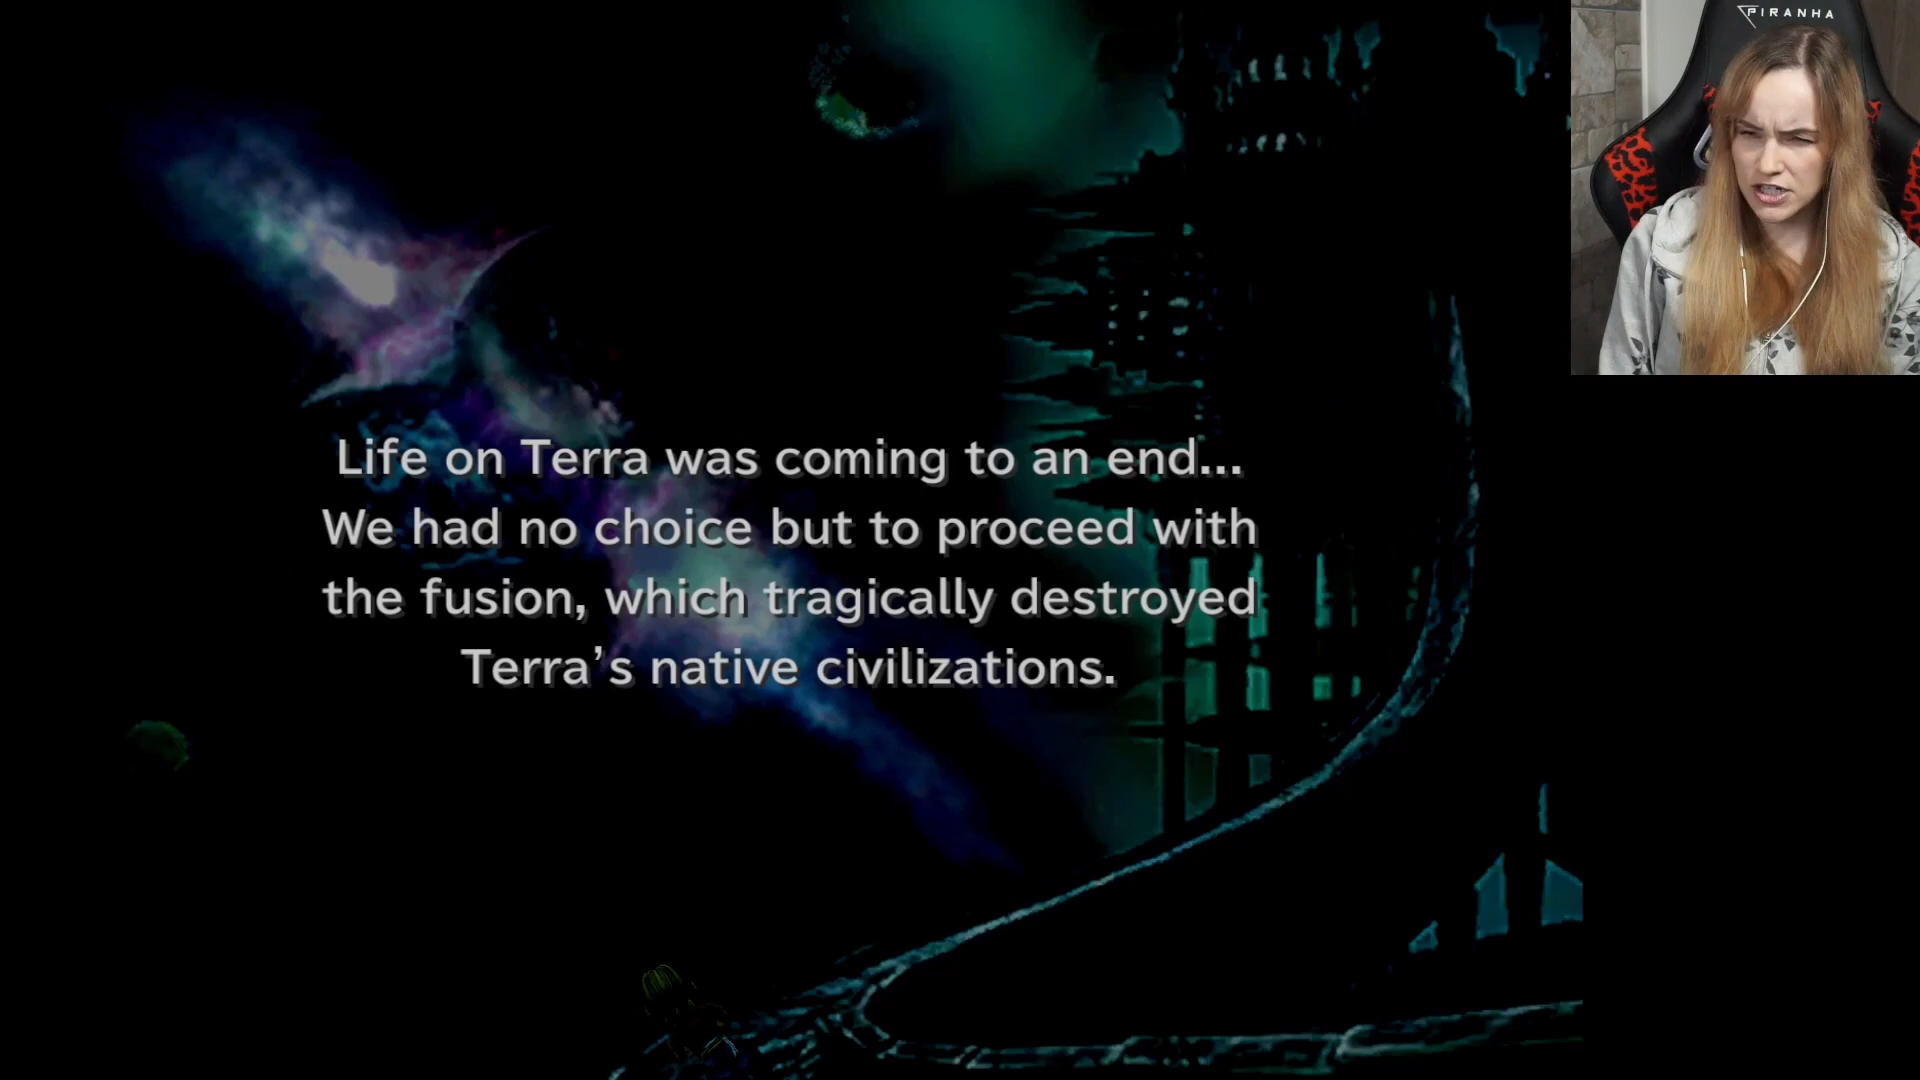 PIRANHA
Life on Terra was coming to an end...
We had no choice but to proceed with
the fusion, which tragically destroyed
Terra's native civilizations.